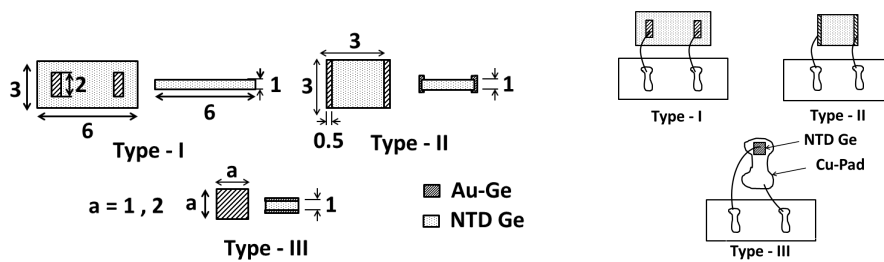 3
2
6
6
1
Type - I
3
3
0.5
1
Type - II
a = 1 , 2
a
a
1
Type - III
Au-Ge
NTD Ge
Type - I
Type - II
NTD Ge
Cu-Pad
Type - III